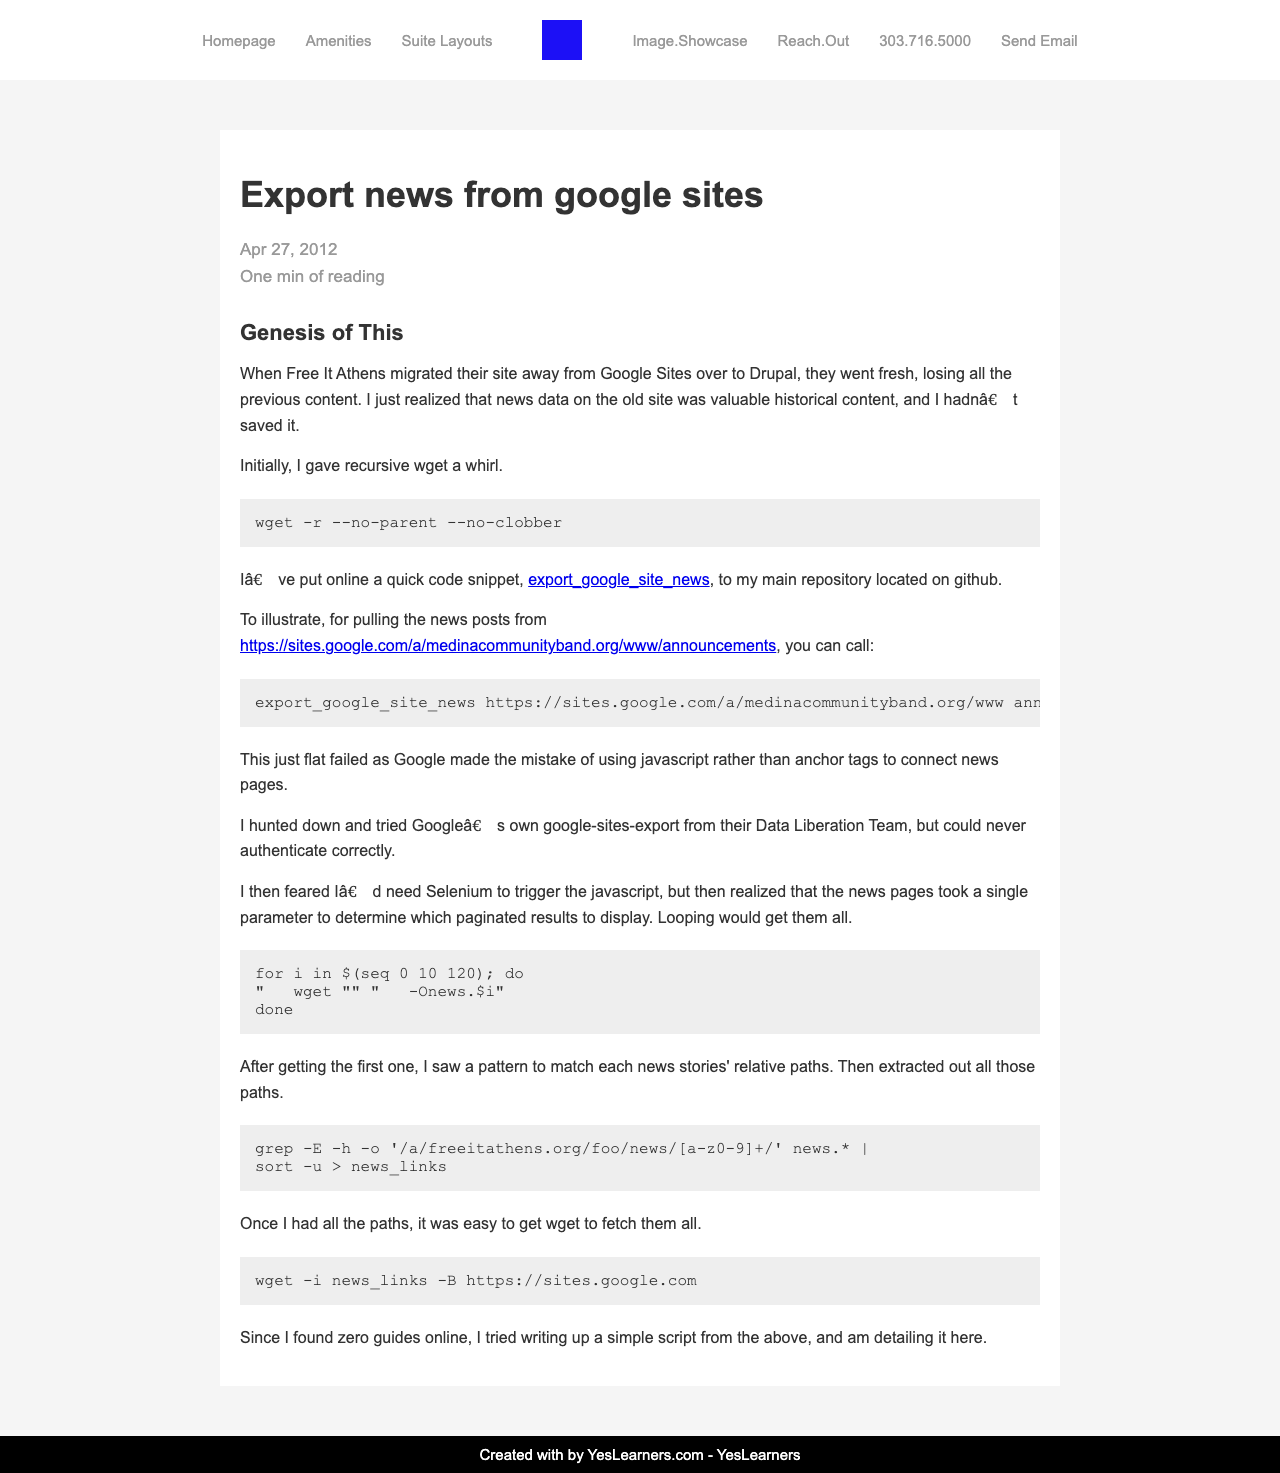 Homepage Amenities Suite Layouts Image.Showcase Reach.Out 303.716.5000 Send Email
Export news from google sites
Apr 27, 2012
One min of reading
Genesis of This
When Free It Athens migrated their site away from Google Sites over to Drupal, they went fresh, losing all the
previous content. I just realized that news data on the old site was valuable historical content, and I hadnâ€ t
saved it.
Initially, I gave recursive wget a whirl.
wget -r --no-parent --no-clobber
Iâ€ ve put online a quick code snippet, export_google_site_news, to my main repository located on github.
To illustrate, for pulling the news posts from
https://sites.google.com/a/medinacommunityband.org/www/announcements, you can call:
export_google_site_news https://sites.google.com/a/medinacommunityband.org/www ann
This just flat failed as Google made the mistake of using javascript rather than anchor tags to connect news
pages.
I hunted down and tried Googleâ€ s own google-sites-export from their Data Liberation Team, but could never
authenticate correctly.
I then feared Iâ€ d need Selenium to trigger the javascript, but then realized that the news pages took a single
parameter to determine which paginated results to display. Looping would get them all.
for i in $(seq 0 10 120); do
"   wget "" "   -Onews.$i"
done
After getting the first one, I saw a pattern to match each news stories' relative paths. Then extracted out all those
paths.
grep -E -h -o '/a/freeitathens.org/foo/news/[a-z0-9]+/' news.* |
sort -u > news_links
Once I had all the paths, it was easy to get wget to fetch them all.
wget -i news_links -B https://sites.google.com
Since I found zero guides online, I tried writing up a simple script from the above, and am detailing it here.
Created with by YesLearners.com - YesLearners